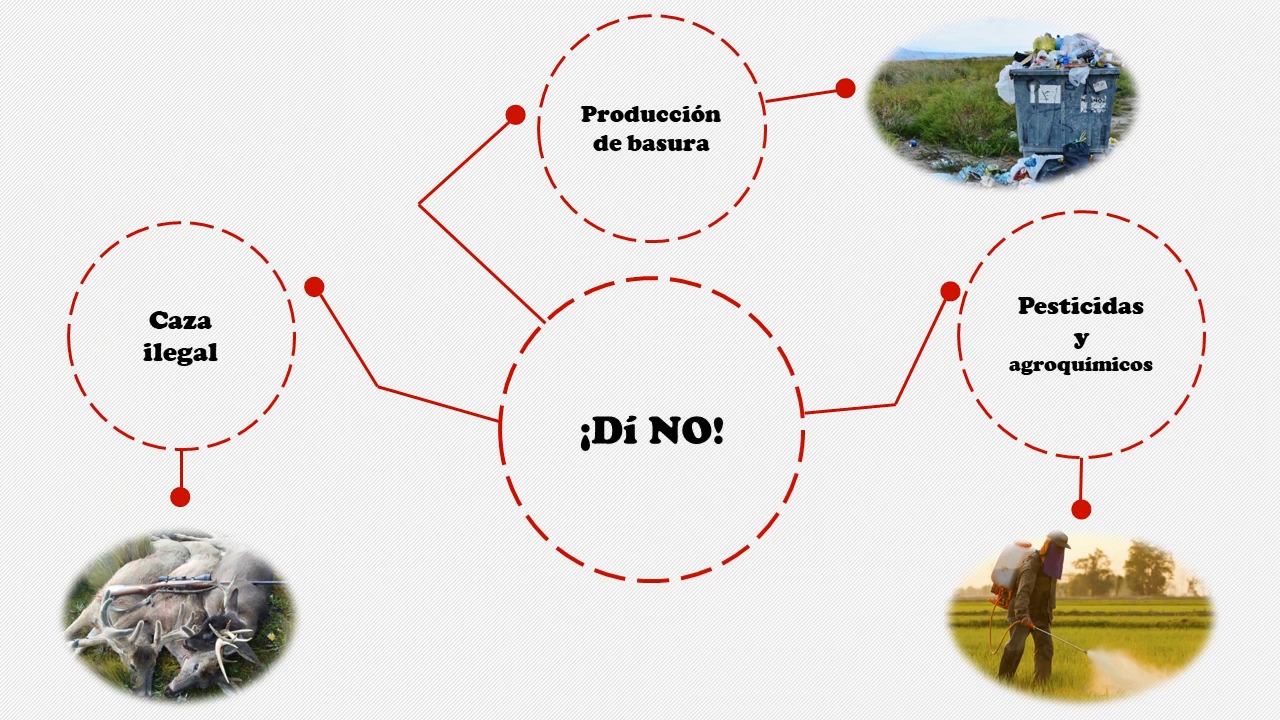 Producción
de basura
Caza
ilegal
Pesticidas
y
agroquímicos
¡Dí NO!